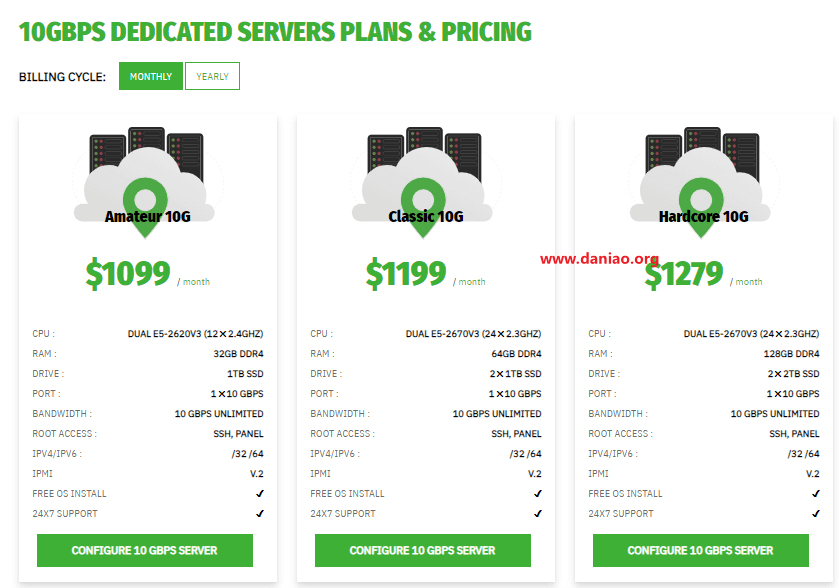 10GBPS DEDICATED SERVERS PLANS & PRICING
BILLING CYCLE: MONTHLY YEARLY
Amateur 10G
$1099 / month
CPU : DUAL E5-2620V3 (12×2.4GHZ)
RAM : 32GB DDR4
DRIVE : 1TB SSD
PORT : 1×10 GBPS
BANDWIDTH : 10 GBPS UNLIMITED
ROOT ACCESS : SSH, PANEL
IPV4/IPV6 : /32 /64
IPMI V.2
FREE OS INSTALL ✓
24X7 SUPPORT ✓
CONFIGURE 10 GBPS SERVER
Classic 10G
$1199 / month
CPU : DUAL E5-2670V3 (24×2.3GHZ)
RAM : 64GB DDR4
DRIVE : 2×1TB SSD
PORT : 1×10 GBPS
BANDWIDTH : 10 GBPS UNLIMITED
ROOT ACCESS : SSH, PANEL
IPV4/IPV6 : /32 /64
IPMI V.2
FREE OS INSTALL ✓
24X7 SUPPORT ✓
CONFIGURE 10 GBPS SERVER
Hardcore 10G
www.daniao.org
$1279 / month
CPU : DUAL E5-2670V3 (24×2.3GHZ)
RAM : 128GB DDR4
DRIVE : 2×2TB SSD
PORT : 1×10 GBPS
BANDWIDTH : 10 GBPS UNLIMITED
ROOT ACCESS : SSH, PANEL
IPV4/IPV6 : /32 /64
IPMI V.2
FREE OS INSTALL ✓
24X7 SUPPORT ✓
CONFIGURE 10 GBPS SERVER